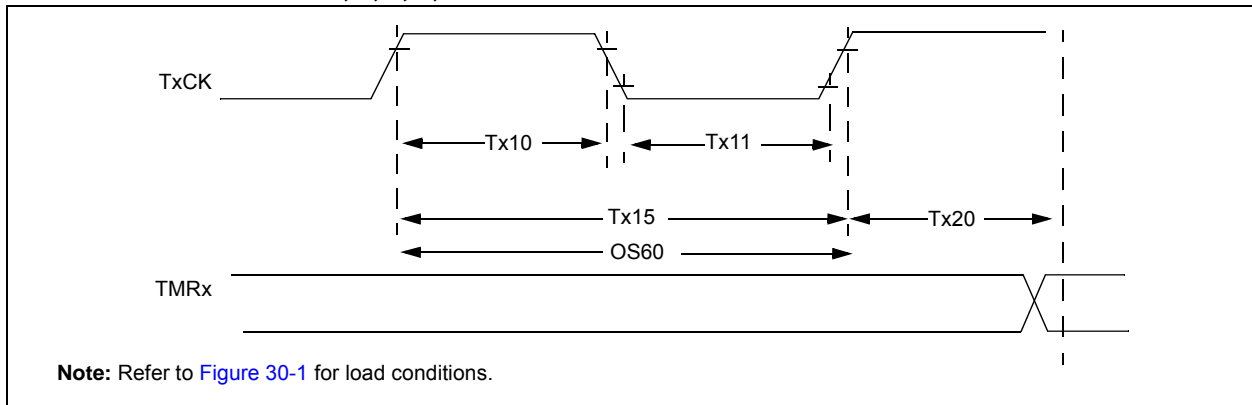 TxCK
Tx10
Tx11
Tx15
Tx20
OS60
TMRx
Note: Refer to Figure 30-1 for load conditions.